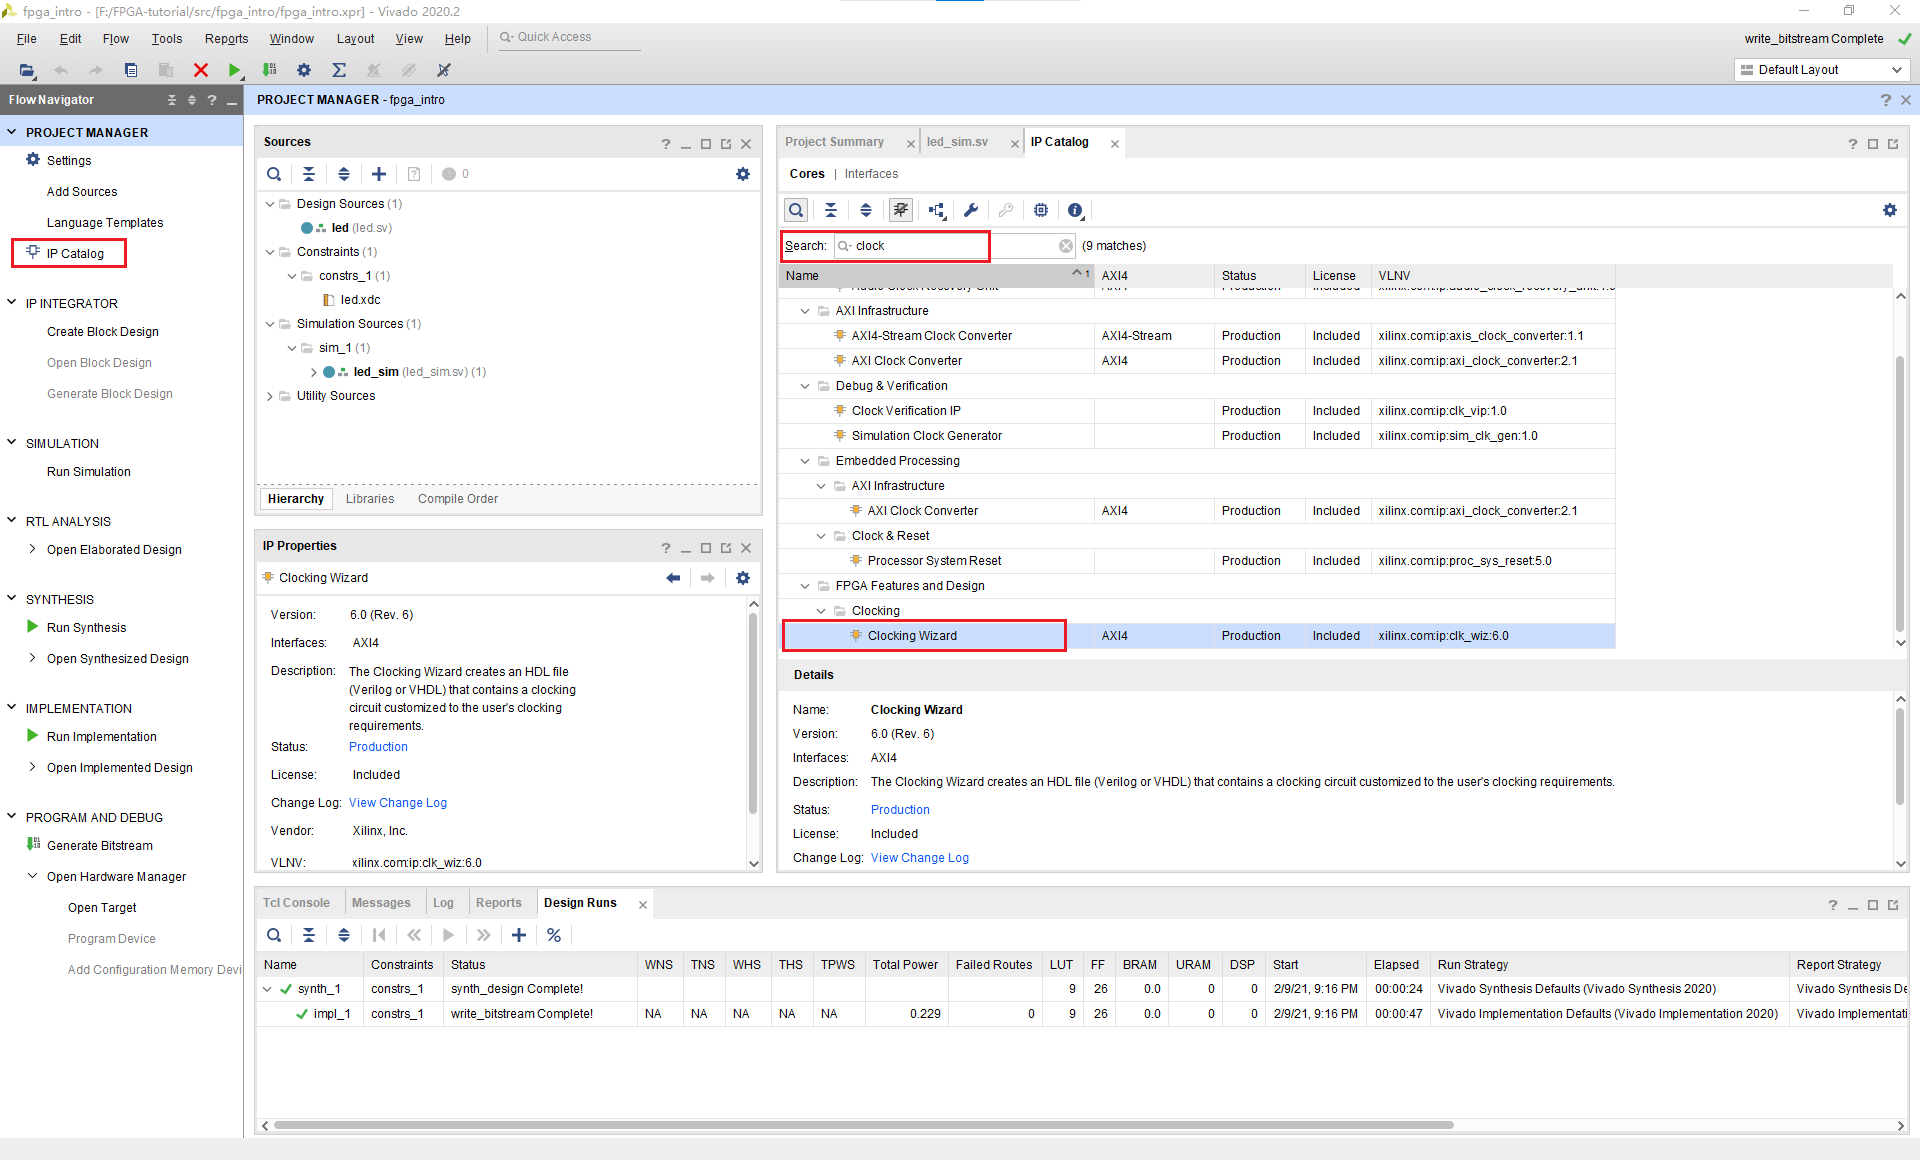 fpga_intro - [F:/FPGA-tutorial/src/fpga_intro/fpga_intro.xpr] - Vivado 2020.2
File Edit Flow Tools Reports Window Layout View Help Quick Access
write_bitstream Complete
Default Layout
Flow Navigator
PROJECT MANAGER - fpga_intro
PROJECT MANAGER
Settings
Add Sources
Language Templates
IP Catalog
IP INTEGRATOR
Create Block Design
Open Block Design
Generate Block Design
SIMULATION
Run Simulation
RTL ANALYSIS
Open Elaborated Design
SYNTHESIS
Run Synthesis
Open Synthesized Design
IMPLEMENTATION
Run Implementation
Open Implemented Design
PROGRAM AND DEBUG
Generate Bitstream
Open Hardware Manager
Open Target
Program Device
Add Configuration Memory Devi
Sources
0
Design Sources (1)
led (led.sv)
Constraints (1)
constrs_1 (1)
led.xdc
Simulation Sources (1)
sim_1 (1)
led_sim (led_sim.sv) (1)
Utility Sources
Hierarchy Libraries Compile Order
IP Properties
Clocking Wizard
Version: 6.0 (Rev. 6)
Interfaces: AXI4
Description: The Clocking Wizard creates an HDL file
(Verilog or VHDL) that contains a clocking
circuit customized to the user's clocking
requirements.
Status: Production
License: Included
Change Log: View Change Log
Vendor: Xilinx, Inc.
VLNV: xilinx.com:ip:clk_wiz:6.0
Project Summary led_sim.sv IP Catalog
Cores | Interfaces
Search: clock (9 matches)
Name 1 AXI4 Status License VLNV
Audio Clock Recovery Unit AXI4 Production Included xilinx.com:ip:audio_clock_recovery_unit:1.0
AXI Infrastructure
AXI4-Stream Clock Converter AXI4-Stream Production Included xilinx.com:ip:axis_clock_converter:1.1
AXI Clock Converter AXI4 Production Included xilinx.com:ip:axi_clock_converter:2.1
Debug & Verification
Clock Verification IP Production Included xilinx.com:ip:clk_vip:1.0
Simulation Clock Generator Production Included xilinx.com:ip:sim_clk_gen:1.0
Embedded Processing
AXI Infrastructure
AXI Clock Converter AXI4 Production Included xilinx.com:ip:axi_clock_converter:2.1
Clock & Reset
Processor System Reset Production Included xilinx.com:ip:proc_sys_reset:5.0
FPGA Features and Design
Clocking
Clocking Wizard AXI4 Production Included xilinx.com:ip:clk_wiz:6.0
Details
Name: Clocking Wizard
Version: 6.0 (Rev. 6)
Interfaces: AXI4
Description: The Clocking Wizard creates an HDL file (Verilog or VHDL) that contains a clocking circuit customized to the user's clocking requirements.
Status: Production
License: Included
Change Log: View Change Log
Tcl Console Messages Log Reports Design Runs
Name Constraints Status WNS TNS WHS THS TPWS Total Power Failed Routes LUT FF BRAM URAM DSP Start Elapsed Run Strategy Report Strategy
synth_1 constrs_1 synth_design Complete! 9 26 0.0 0 0 2/9/21, 9:16 PM 00:00:24 Vivado Synthesis Defaults (Vivado Synthesis 2020) Vivado Synthesis De
impl_1 constrs_1 write_bitstream Complete! NA NA NA NA NA 0.229 0 9 26 0.0 0 0 2/9/21, 9:16 PM 00:00:47 Vivado Implementation Defaults (Vivado Implementation 2020) Vivado Implementati